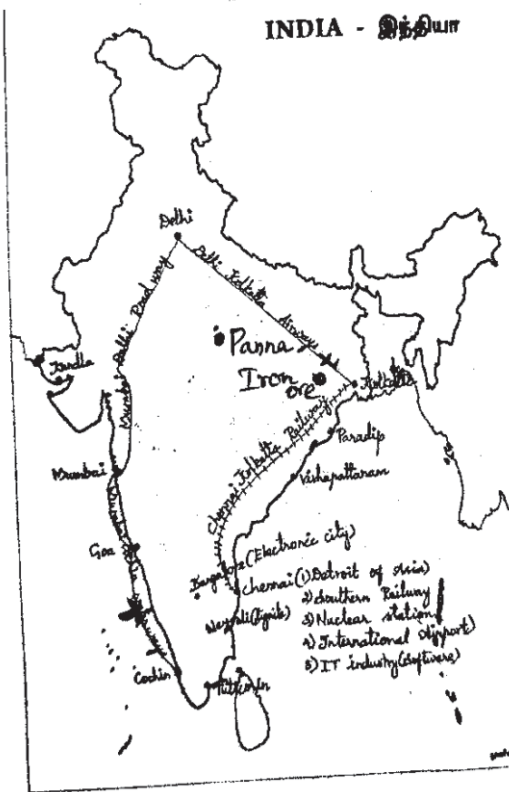 INDIA - இந்தியா
Delhi
Mumbai Delhi Roadway
Delhi Kolkatta Airways
Panna
Iron
ore
Kandla
Kolkatta
Chennai Kolkatta Railway
Paradip
Vishapattanam
Mumbai
Goa
Bangalore (Electronic city)
Chennai (1) Detroit of Asia)
2) Southern Railway
3) Nuclear station
4) International Airport)
5) IT industry (Software)
Neyveli (lignite)
Cochin
Tuticorin